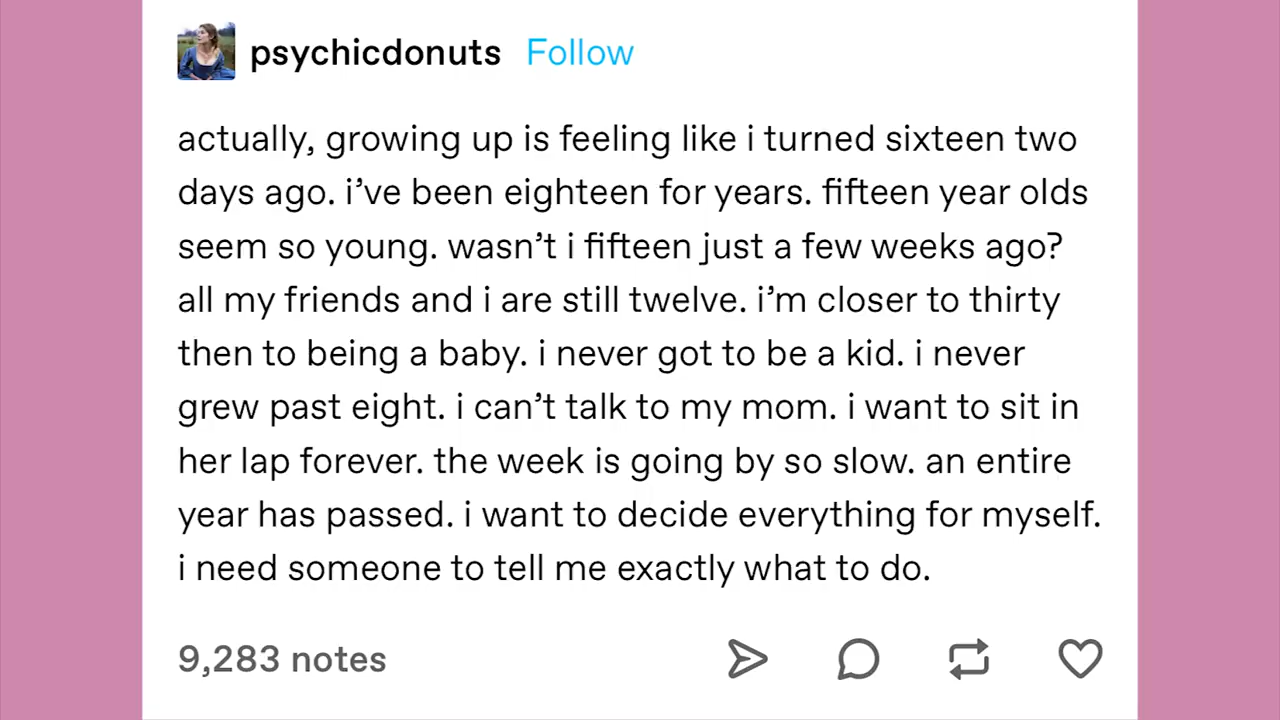 psychicdonuts Follow
actually, growing up is feeling like i turned sixteen two
days ago. i’ve been eighteen for years. fifteen year olds
seem so young. wasn’t i fifteen just a few weeks ago?
all my friends and i are still twelve. i’m closer to thirty
then to being a baby. i never got to be a kid. i never
grew past eight. i can’t talk to my mom. i want to sit in
her lap forever. the week is going by so slow. an entire
year has passed. i want to decide everything for myself.
i need someone to tell me exactly what to do.
9,283 notes